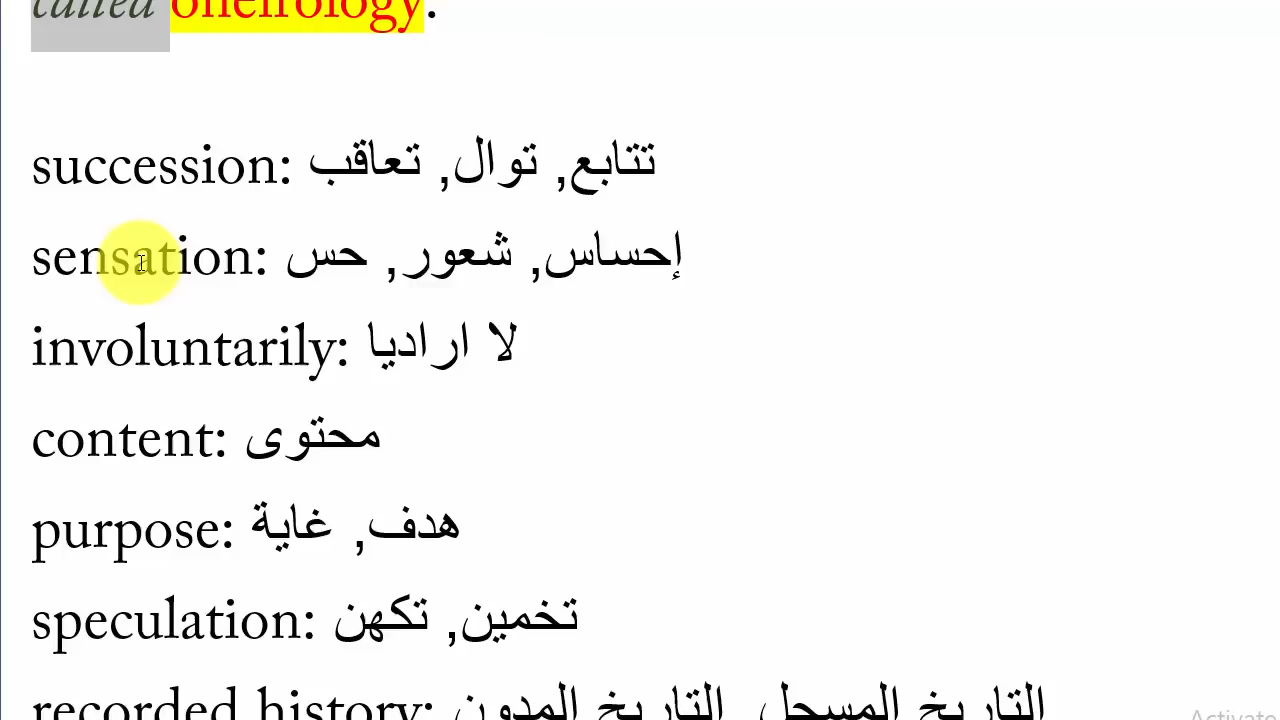 called oneirology.
succession: تتابع, توال, تعاقب
sensation: إحساس, شعور, حس
involuntarily: لا اراديا
content: محتوى
purpose: هدف, غاية
speculation: تخمين, تكهن
recorded history: التاريخ المسجل, التاريخ المدون
Activate